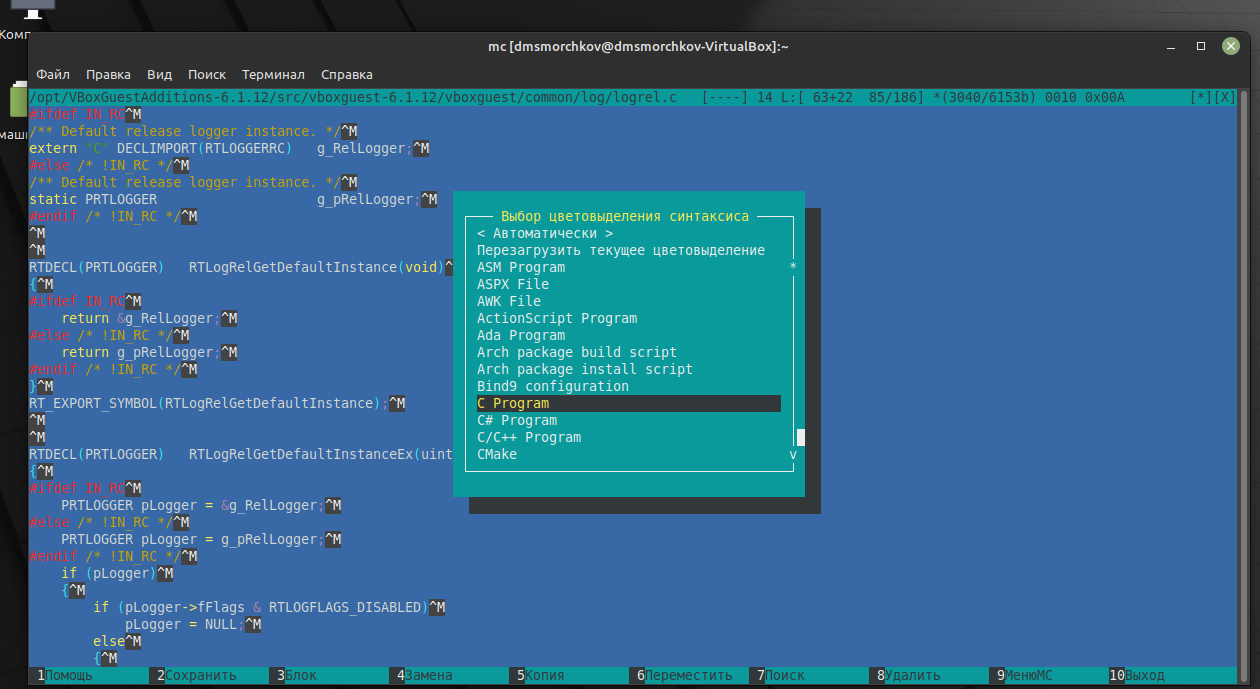 Комп
маші
mc [dmsmorchkov@dmsmorchkov-VirtualBox]:~
Файл Правка Вид Поиск Терминал Справка
/opt/VBoxGuestAdditions-6.1.12/src/vboxguest-6.1.12/vboxguest/common/log/logrel.c [----] 14 L:[ 63+22 85/186] *(3040/6153b) 0010 0x00A [*][X]
#ifdef IN_RC^M
/** Default release logger instance. */^M
extern "C" DECLIMPORT(RTLOGGERRC) g_RelLogger;^M
#else /* !IN_RC */^M
/** Default release logger instance. */^M
static PRTLOGGER g_pRelLogger;^M
#endif /* !IN_RC */^M
^M
^M
RTDECL(PRTLOGGER) RTLogRelGetDefaultInstance(void)^
{^M
#ifdef IN_RC^M
return &g_RelLogger;^M
#else /* !IN_RC */^M
return g_pRelLogger;^M
#endif /* !IN_RC */^M
}^M
RT_EXPORT_SYMBOL(RTLogRelGetDefaultInstance);^M
^M
^M
RTDECL(PRTLOGGER) RTLogRelGetDefaultInstanceEx(uint
{^M
#ifdef IN_RC^M
PRTLOGGER pLogger = &g_RelLogger;^M
#else /* !IN_RC */^M
PRTLOGGER pLogger = g_pRelLogger;^M
#endif /* !IN_RC */^M
if (pLogger)^M
{^M
if (pLogger->fFlags & RTLOGFLAGS_DISABLED)^M
pLogger = NULL;^M
else^M
{^M
Выбор цветовыделения синтаксиса
< Автоматически >
Перезагрузить текущее цветовыделение
ASM Program *
ASPX File
AWK File
ActionScript Program
Ada Program
Arch package build script
Arch package install script
Bind9 configuration
C Program
C# Program
C/C++ Program
CMake v
1Помощь 2Сохранить 3Блок 4Замена 5Копия 6Переместить 7Поиск 8Удалить 9МенюMC 10Выход